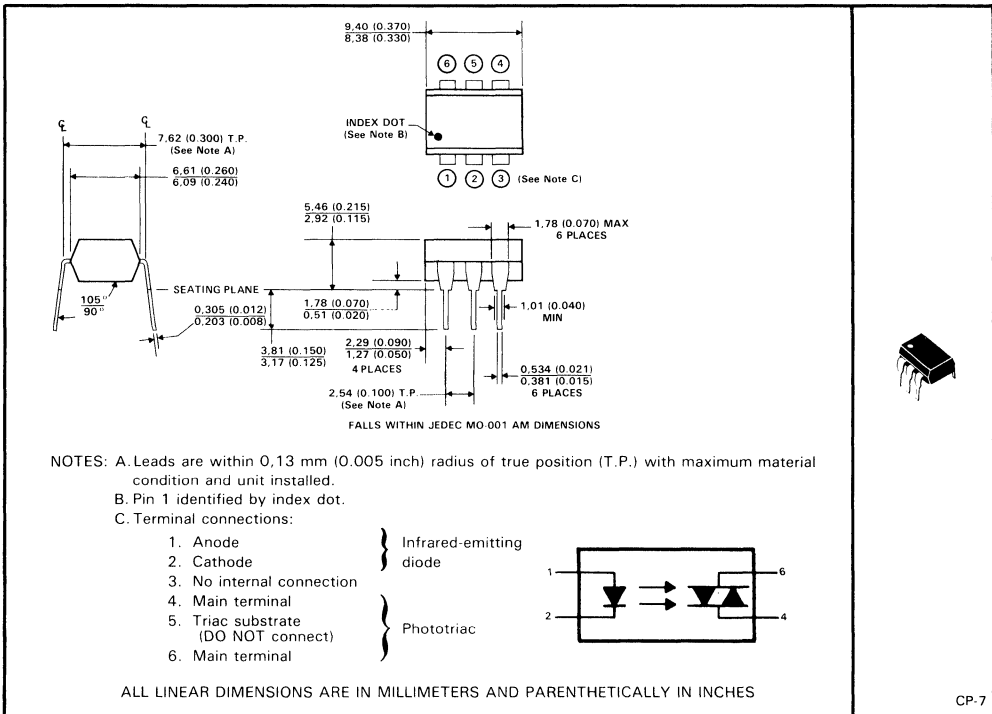 9,40 (0.370)
8,38 (0.330)
6 5 4
INDEX DOT
(See Note B)
1 2 3 (See Note C)
℄ ℄
7,62 (0.300) T.P.
(See Note A)
6,61 (0.260)
6,09 (0.240)
105°
90°
SEATING PLANE
0,305 (0.012)
0,203 (0.008)
5,46 (0.215)
2,92 (0.115)
1,78 (0.070) MAX
6 PLACES
1,78 (0.070)
0,51 (0.020)
1,01 (0.040)
MIN
3,81 (0.150)
3,17 (0.125)
2,29 (0.090)
1,27 (0.050)
4 PLACES
0,534 (0.021)
0,381 (0.015)
6 PLACES
2,54 (0.100) T.P.
(See Note A)
FALLS WITHIN JEDEC MO-001 AM DIMENSIONS
NOTES: A. Leads are within 0,13 mm (0.005 inch) radius of true position (T.P.) with maximum material
condition and unit installed.
B. Pin 1 identified by index dot.
C. Terminal connections:
1. Anode
2. Cathode
Infrared-emitting
diode
3. No internal connection
4. Main terminal
5. Triac substrate
(DO NOT connect)
6. Main terminal
Phototriac
1 6
2 4
ALL LINEAR DIMENSIONS ARE IN MILLIMETERS AND PARENTHETICALLY IN INCHES
CP-7